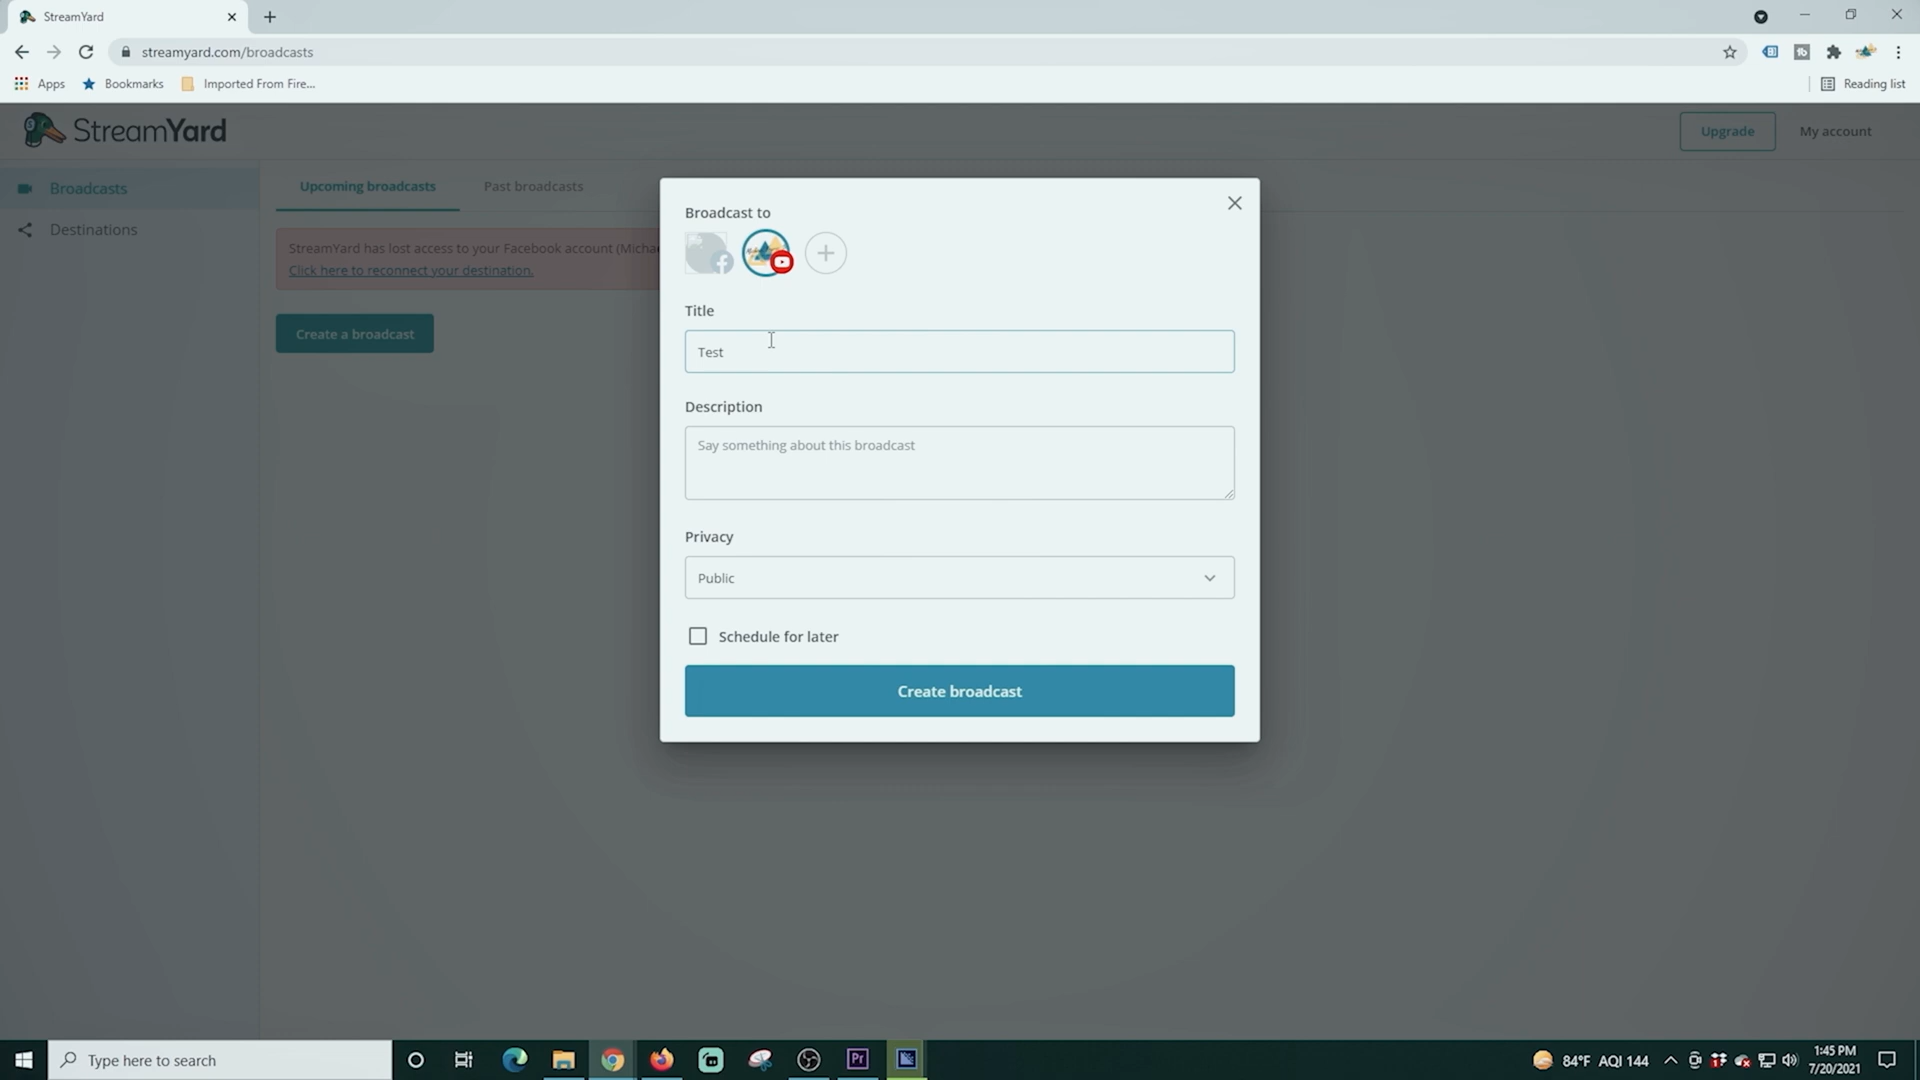 StreamYard
streamyard.com/broadcasts
Apps
Bookmarks
Imported From Fire...
Reading list
StreamYard
Upgrade
My account
Broadcasts
Destinations
Upcoming broadcasts
Past broadcasts
StreamYard has lost access to your Facebook account (Micha
Click here to reconnect your destination.
Create a broadcast
Broadcast to
Title
Test
Description
Say something about this broadcast
Privacy
Public
Schedule for later
Create broadcast
Type here to search
Pr
84°F AQI 144
1:45 PM
7/20/2021